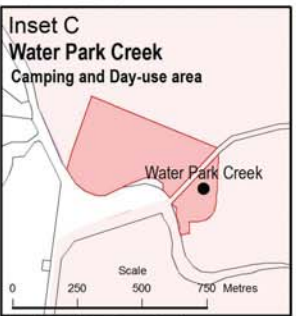 Inset C
Water Park Creek
Camping and Day-use area
Water Park Creek
Scale
0 250 500 750 Metres